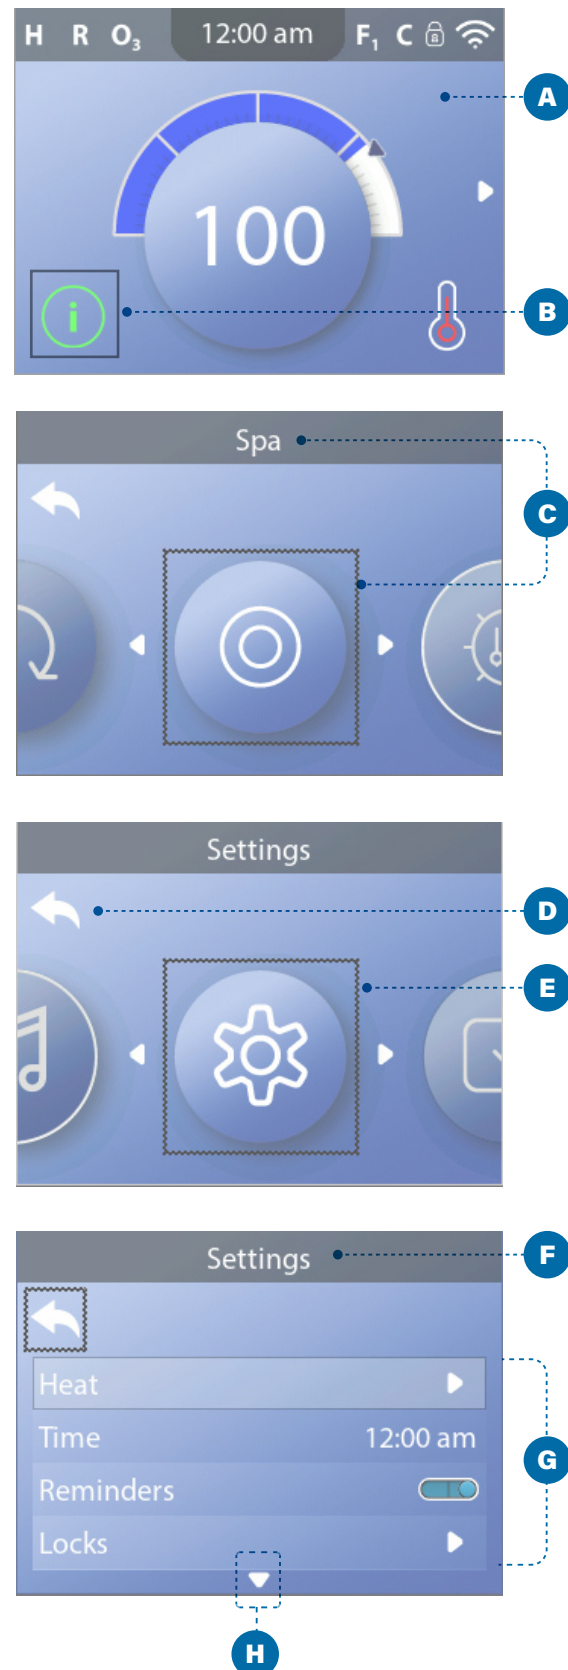 H R O3 12:00 am F1 C
A
100
i
B
Spa
C
Settings
D
E
Settings
F
Heat
Time 12:00 am
Reminders
G
Locks
H